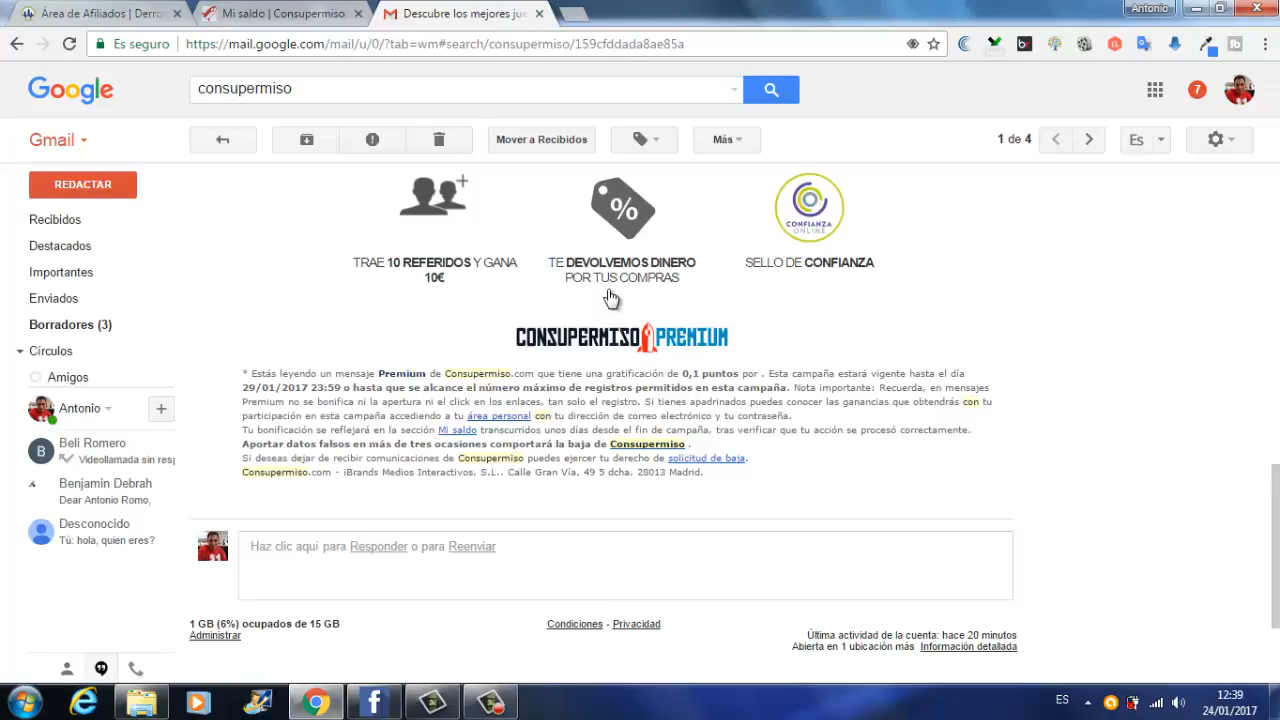 Área de Afiliados | Derro
Mi saldo | Consupermiso
Descubre los mejores jue
Antonio
Es seguro
https://mail.google.com/mail/u/0/?tab=wm#search/consupermiso/159cfddada8ae85a
Google
consupermiso
7
Gmail
Mover a Recibidos
Más
1 de 4
Es
REDACTAR
Recibidos
Destacados
Importantes
Enviados
Borradores (3)
Círculos
Amigos
Antonio
B
Beli Romero
Videollamada sin resp
Benjamin Debrah
Dear Antonio Romo,
Desconocido
Tú: hola, quien eres?
%
CONFIANZA
ONLINE
TRAE 10 REFERIDOS Y GANA
10€
TE DEVOLVEMOS DINERO
POR TUS COMPRAS
SELLO DE CONFIANZA
CONSUPERMISO PREMIUM
* Estás leyendo un mensaje Premium de Consupermiso.com que tiene una gratificación de 0,1 puntos por . Esta campaña estará vigente hasta el día
29/01/2017 23:59 o hasta que se alcance el número máximo de registros permitidos en esta campaña. Nota importante: Recuerda, en mensajes
Premium no se bonifica ni la apertura ni el click en los enlaces, tan solo el registro. Si tienes apadrinados puedes conocer las ganancias que obtendrás con tu
participación en esta campaña accediendo a tu área personal con tu dirección de correo electrónico y tu contraseña.
Tu bonificación se reflejará en la sección Mi saldo transcurridos unos días desde el fin de campaña, tras verificar que tu acción se procesó correctamente.
Aportar datos falsos en más de tres ocasiones comportará la baja de Consupermiso .
Si deseas dejar de recibir comunicaciones de Consupermiso puedes ejercer tu derecho de solicitud de baja.
Consupermiso.com - iBrands Medios Interactivos, S.L.. Calle Gran Vía, 49 5 dcha, 28013 Madrid.
Haz clic aquí para Responder o para Reenviar
1 GB (6%) ocupados de 15 GB
Administrar
Condiciones - Privacidad
Última actividad de la cuenta: hace 20 minutos
Abierta en 1 ubicación más Información detallada
ES
12:39
24/01/2017